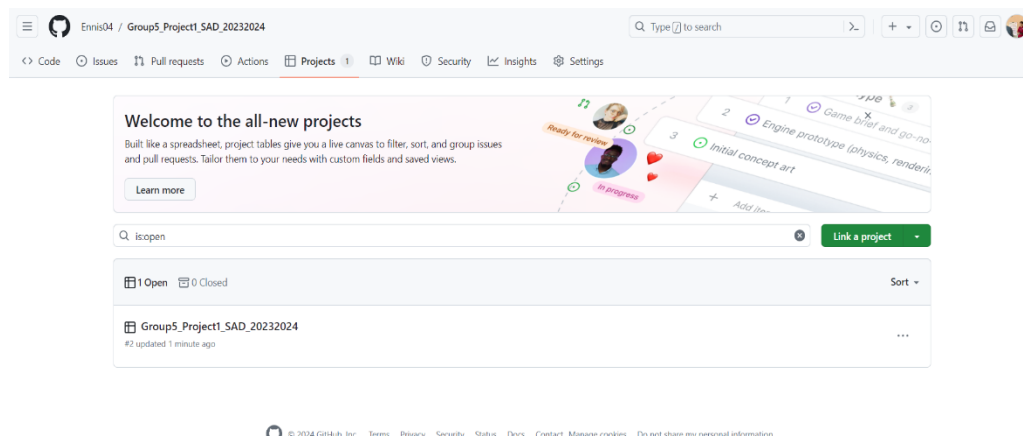 Ennis04 / Group5_Project1_SAD_20232024
Type / to search
Code Issues Pull requests Actions Projects 1 Wiki Security Insights Settings
Welcome to the all-new projects
Built like a spreadsheet, project tables give you a live canvas to filter, sort, and group issues
and pull requests. Tailor them to your needs with custom fields and saved views.
Learn more
Ready for review
In progress
1 Game brief and go-no-
2 Engine prototype (physics, renderin
3 Initial concept art
+ Add
is:open
Link a project
1 Open 0 Closed
Sort
Group5_Project1_SAD_20232024
#2 updated 1 minute ago
© 2024 GitHub, Inc. Terms Privacy Security Status Docs Contact Manage cookies Do not share my personal information